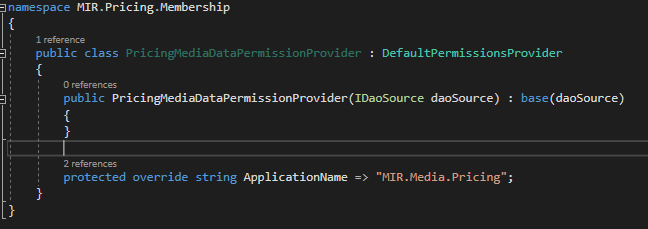 namespace MIR.Pricing.Membership
{
1 reference
public class PricingMediaDataPermissionProvider : DefaultPermissionsProvider
{
0 references
public PricingMediaDataPermissionProvider(IDaoSource daoSource) : base(daoSource)
{
}
2 references
protected override string ApplicationName => "MIR.Media.Pricing";
}
}